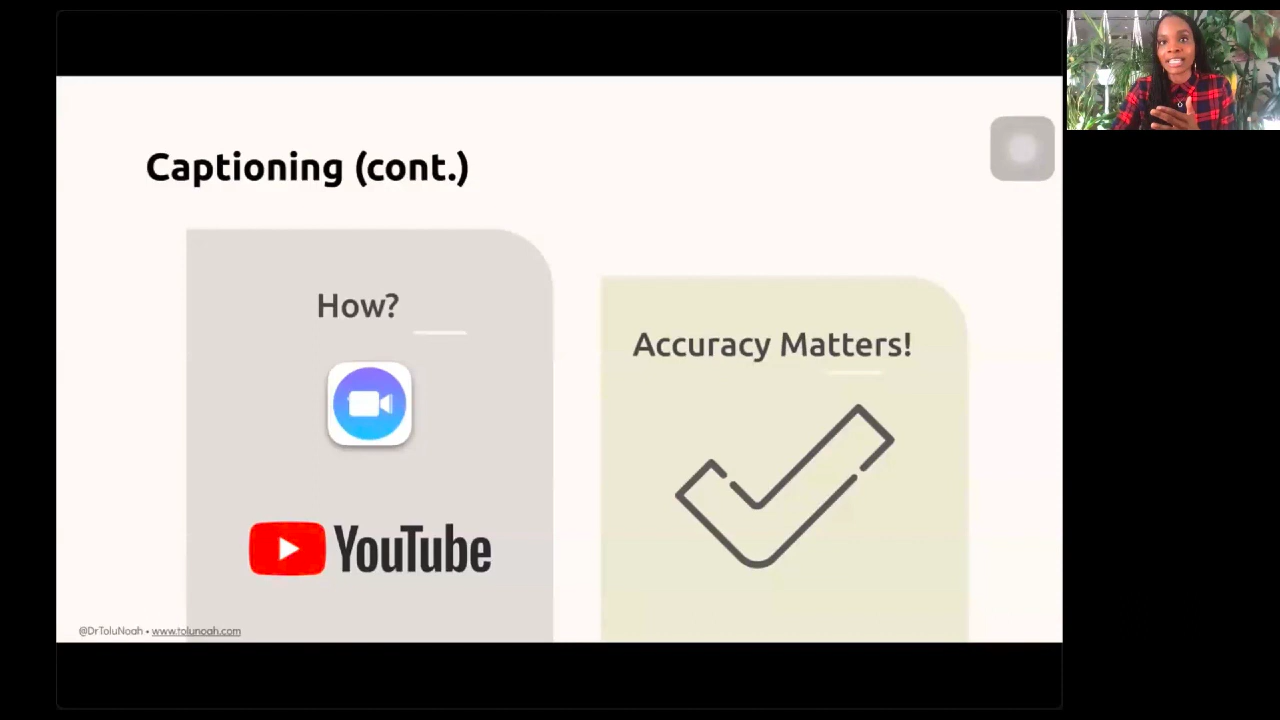 Captioning (cont.)
How?
YouTube
Accuracy Matters!
@DrToluNoah • www.tolunoah.com